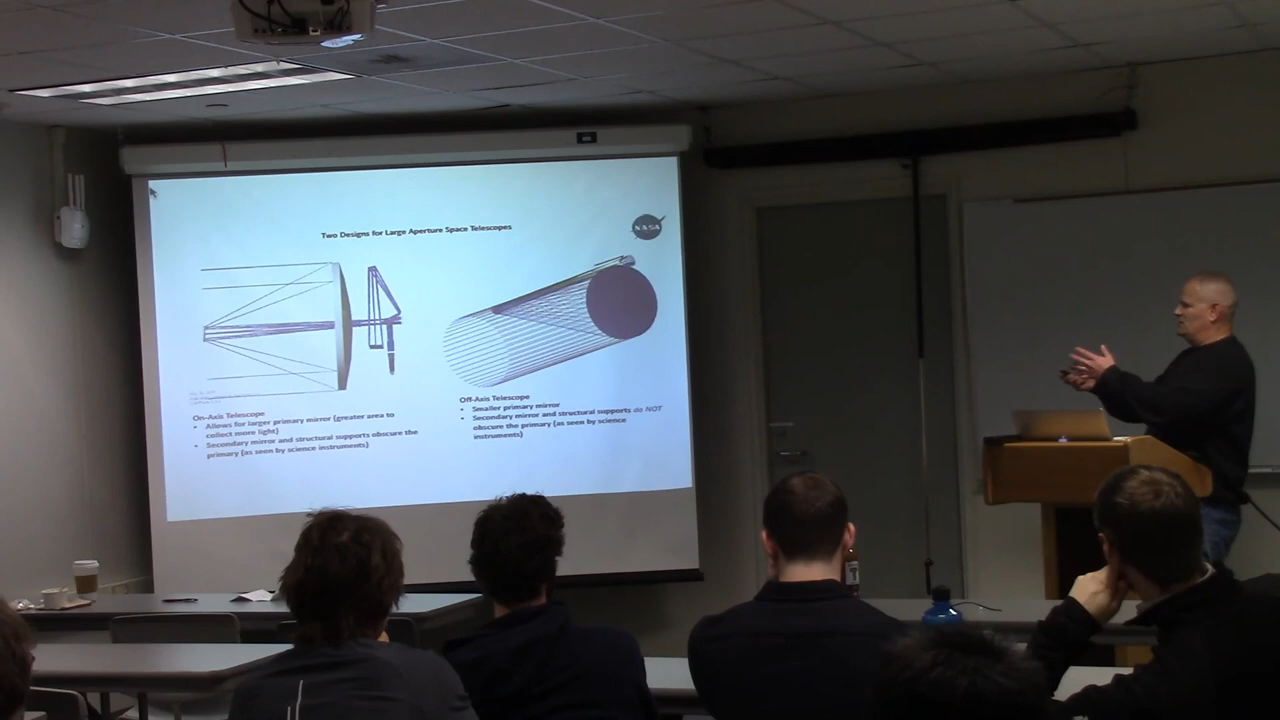 Two Designs for Large Aperture Space Telescopes
NASA
On-Axis Telescope
• Allows for larger primary mirror (greater area to
collect more light)
• Secondary mirror and structural supports obscure the
primary (as seen by science instruments)
Off-Axis Telescope
• Smaller primary mirror
• Secondary mirror and structural supports do NOT
obscure the primary (as seen by science
instruments)